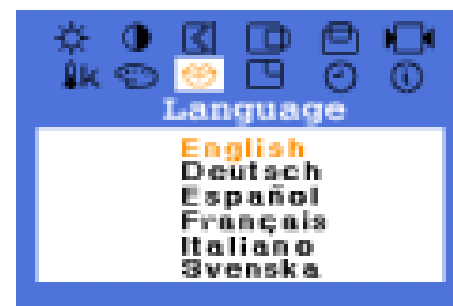 k
Language
English
Deutsch
Español
Français
Italiano
Svenska